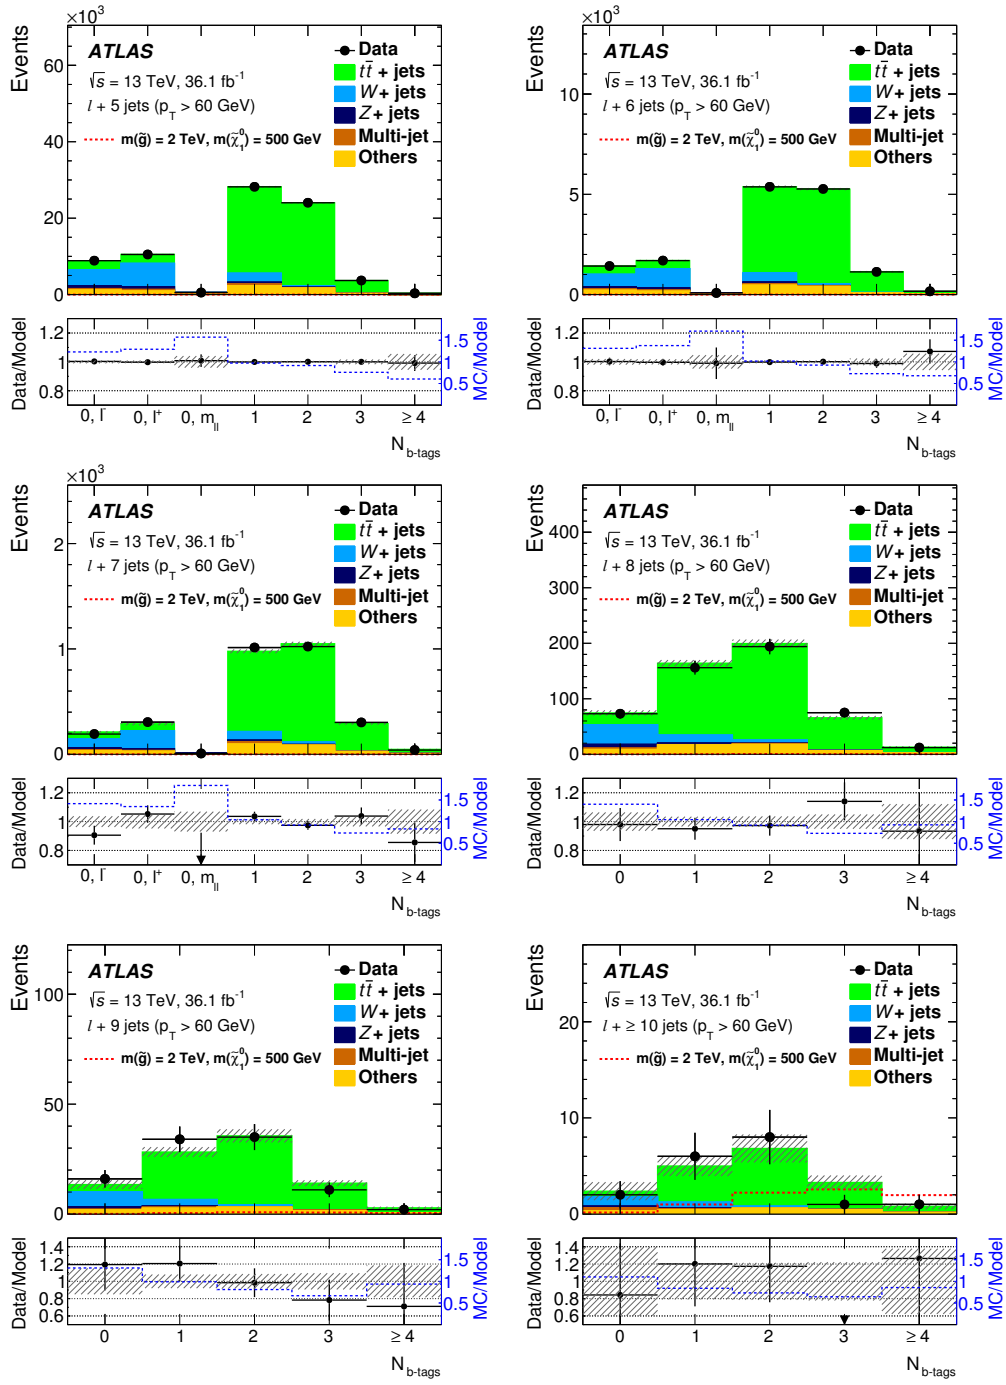 ×10³
Events
60
40
20
0
ATLAS
√s = 13 TeV, 36.1 fb⁻¹
l + 5 jets (p_T > 60 GeV)
m(g̃) = 2 TeV, m(χ̃₁⁰) = 500 GeV
Data
tt̄ + jets
W + jets
Z + jets
Multi-jet
Others
Data/Model
1.2
1
0.8
MC/Model
1.5
1
0.5
0, l⁻ 0, l⁺ 0, m_ll 1 2 3 ≥ 4
N_b-tags
×10³
Events
10
5
0
ATLAS
√s = 13 TeV, 36.1 fb⁻¹
l + 6 jets (p_T > 60 GeV)
m(g̃) = 2 TeV, m(χ̃₁⁰) = 500 GeV
Data
tt̄ + jets
W + jets
Z + jets
Multi-jet
Others
Data/Model
1.2
1
0.8
MC/Model
1.5
1
0.5
0, l⁻ 0, l⁺ 0, m_ll 1 2 3 ≥ 4
N_b-tags
×10³
Events
2
1
0
ATLAS
√s = 13 TeV, 36.1 fb⁻¹
l + 7 jets (p_T > 60 GeV)
m(g̃) = 2 TeV, m(χ̃₁⁰) = 500 GeV
Data
tt̄ + jets
W + jets
Z + jets
Multi-jet
Others
Data/Model
1.2
1
0.8
MC/Model
1.5
1
0.5
0, l⁻ 0, l⁺ 0, m_ll 1 2 3 ≥ 4
N_b-tags
Events
400
300
200
100
0
ATLAS
√s = 13 TeV, 36.1 fb⁻¹
l + 8 jets (p_T > 60 GeV)
m(g̃) = 2 TeV, m(χ̃₁⁰) = 500 GeV
Data
tt̄ + jets
W + jets
Z + jets
Multi-jet
Others
Data/Model
1.2
1
0.8
MC/Model
1.5
1
0.5
0 1 2 3 ≥ 4
N_b-tags
Events
100
50
0
ATLAS
√s = 13 TeV, 36.1 fb⁻¹
l + 9 jets (p_T > 60 GeV)
m(g̃) = 2 TeV, m(χ̃₁⁰) = 500 GeV
Data
tt̄ + jets
W + jets
Z + jets
Multi-jet
Others
Data/Model
1.4
1.2
1
0.8
0.6
MC/Model
1.5
1
0.5
0 1 2 3 ≥ 4
N_b-tags
Events
20
10
0
ATLAS
√s = 13 TeV, 36.1 fb⁻¹
l + ≥ 10 jets (p_T > 60 GeV)
m(g̃) = 2 TeV, m(χ̃₁⁰) = 500 GeV
Data
tt̄ + jets
W + jets
Z + jets
Multi-jet
Others
Data/Model
1.4
1.2
1
0.8
0.6
MC/Model
1.5
1
0.5
0 1 2 3 ≥ 4
N_b-tags